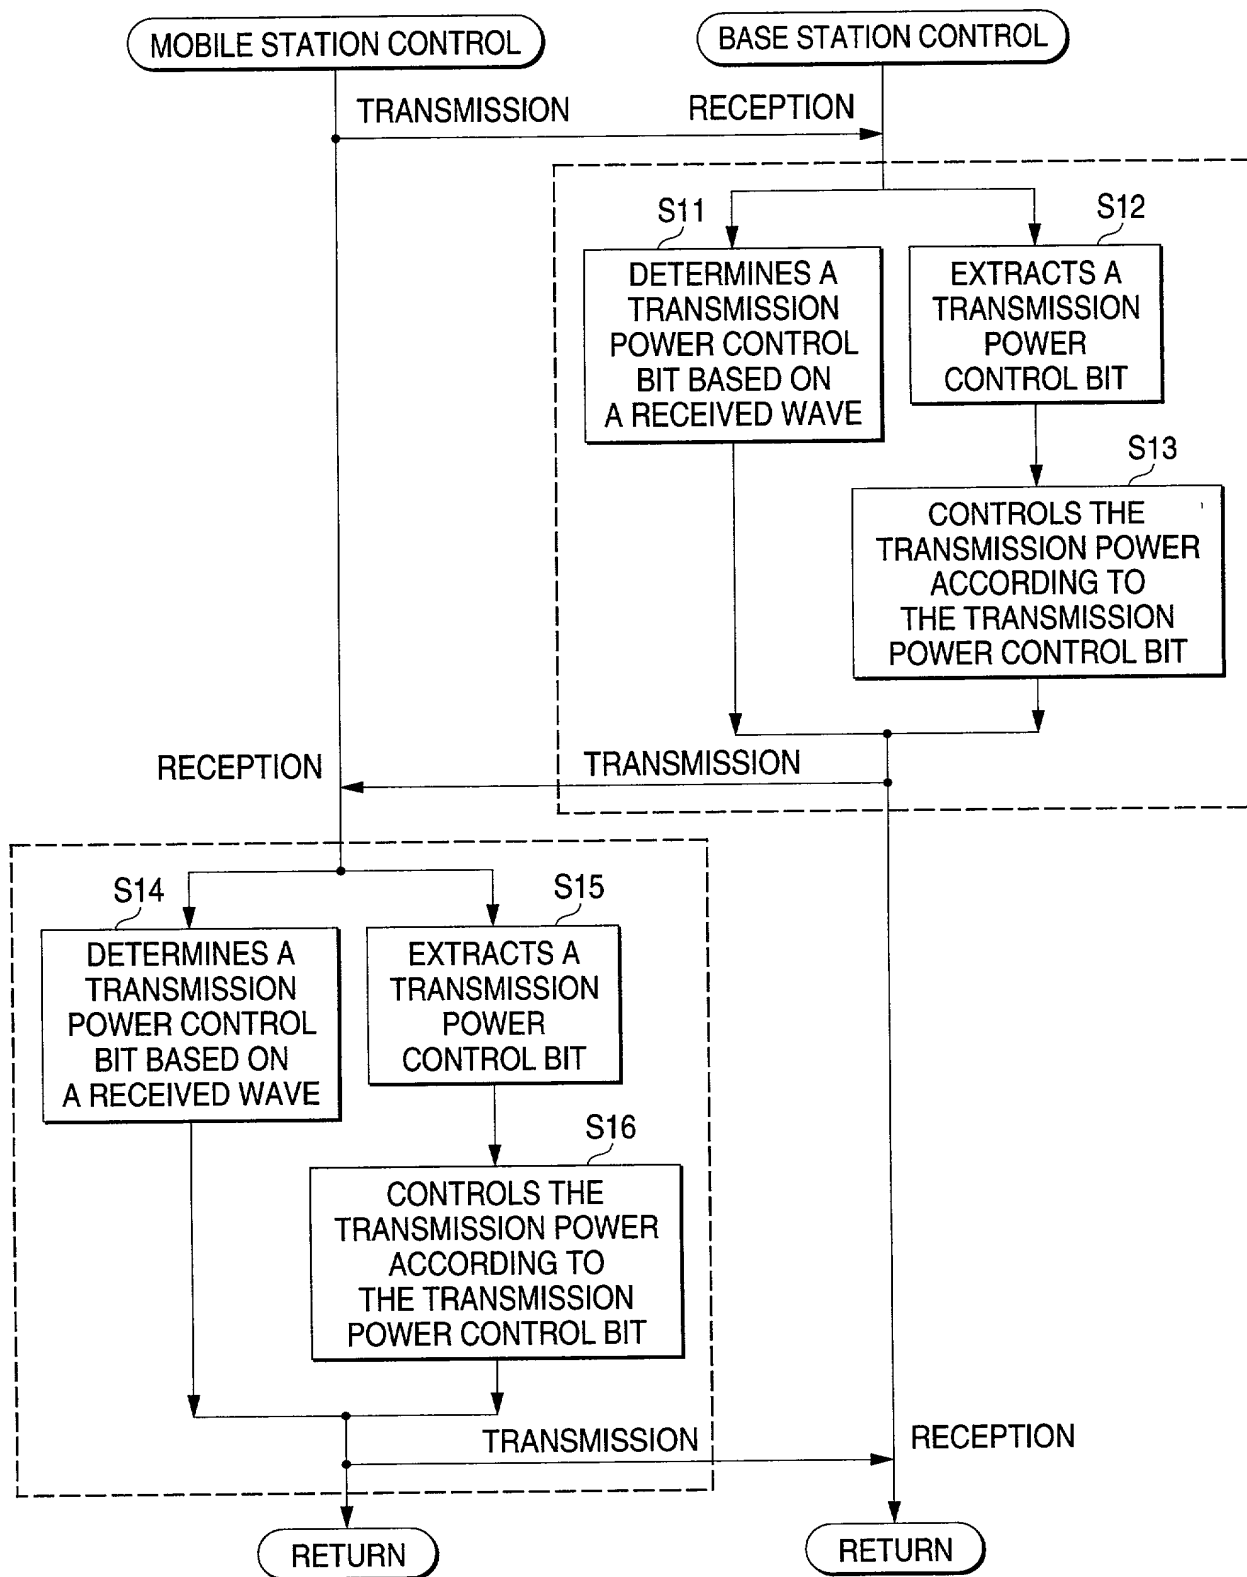 MOBILE STATION CONTROL
BASE STATION CONTROL
TRANSMISSION
RECEPTION
S11
S12
DETERMINES A
TRANSMISSION
POWER CONTROL
BIT BASED ON
A RECEIVED WAVE
EXTRACTS A
TRANSMISSION
POWER
CONTROL BIT
S13
CONTROLS THE
TRANSMISSION POWER
ACCORDING TO
THE TRANSMISSION
POWER CONTROL BIT
RECEPTION
TRANSMISSION
S14
S15
DETERMINES A
TRANSMISSION
POWER CONTROL
BIT BASED ON
A RECEIVED WAVE
EXTRACTS A
TRANSMISSION
POWER
CONTROL BIT
S16
CONTROLS THE
TRANSMISSION POWER
ACCORDING TO
THE TRANSMISSION
POWER CONTROL BIT
TRANSMISSION
RECEPTION
RETURN
RETURN